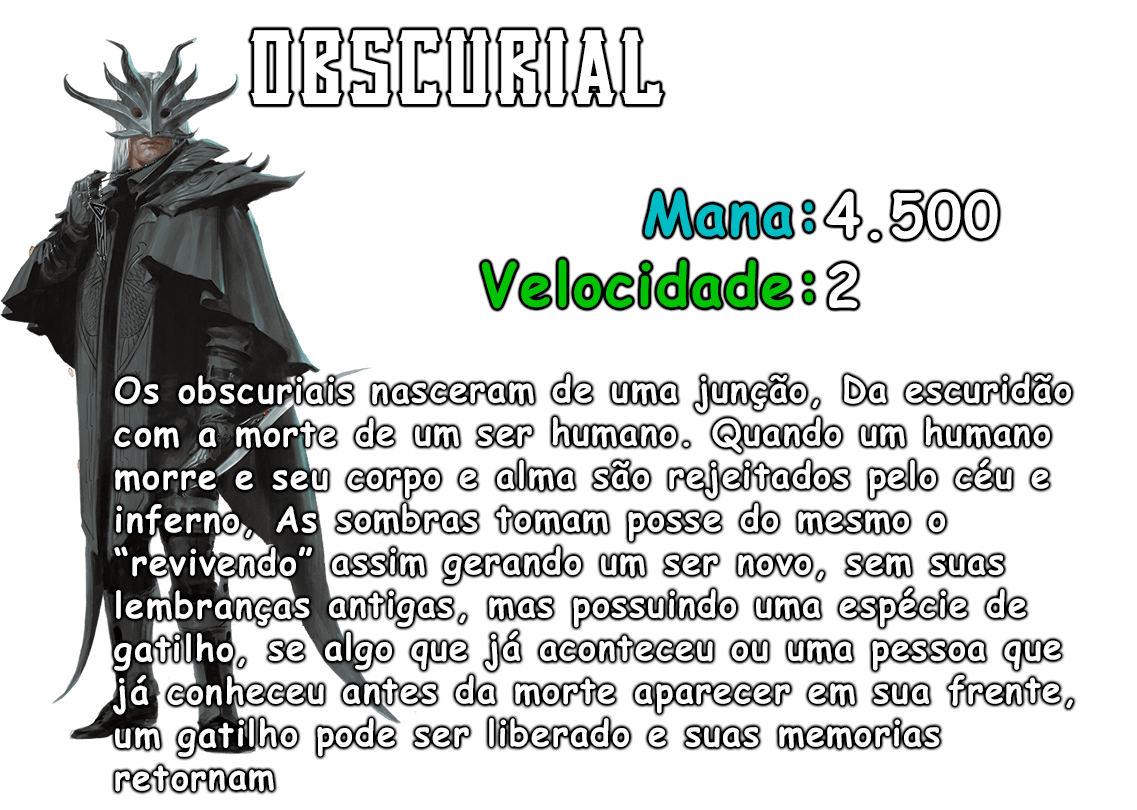 OBSCURIAL
Mana:4.500
Velocidade:2
Os obscuriais nasceram de uma junção, Da escuridão
com a morte de um ser humano. Quando um humano
morre e seu corpo e alma são rejeitados pelo céu e
inferno, As sombras tomam posse do mesmo o
“revivendo” assim gerando um ser novo, sem suas
lembranças antigas, mas possuindo uma espécie de
gatilho, se algo que já aconteceu ou uma pessoa que
já conheceu antes da morte aparecer em sua frente,
um gatilho pode ser liberado e suas memorias
retornam